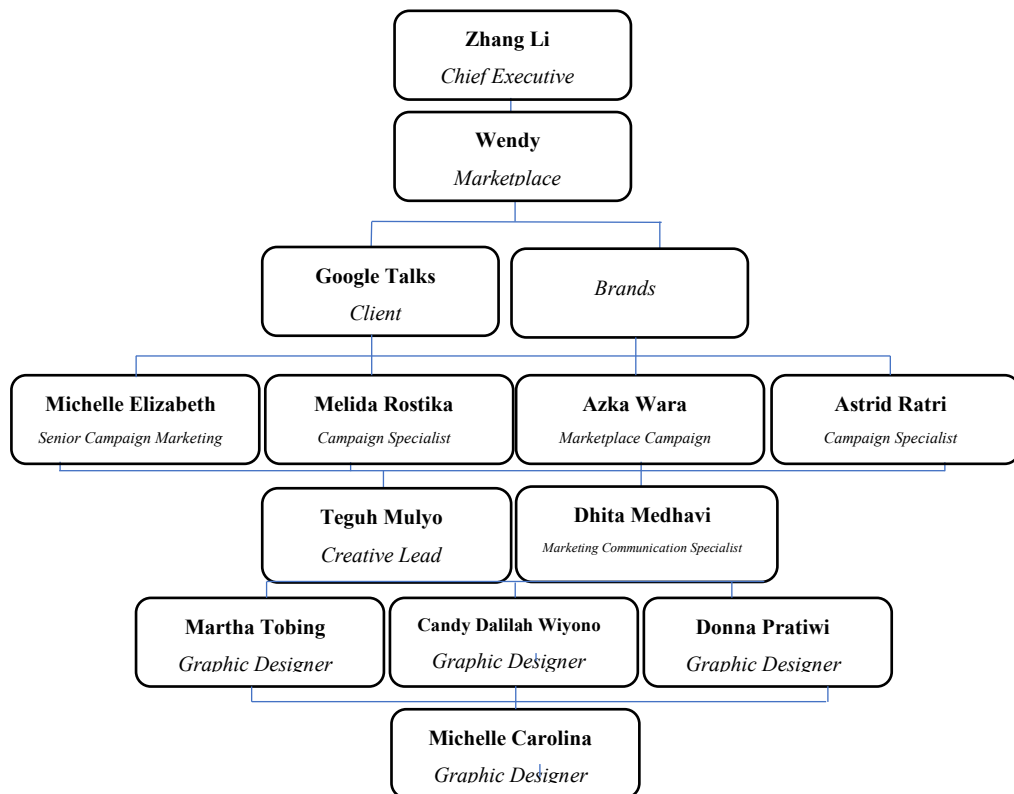 Zhang Li
Chief Executive
Wendy
Marketplace
Google Talks
Client
Brands
Michelle Elizabeth
Senior Campaign Marketing
Melida Rostika
Campaign Specialist
Azka Wara
Marketplace Campaign
Astrid Ratri
Campaign Specialist
Teguh Mulyo
Creative Lead
Dhita Medhavi
Marketing Communication Specialist
Martha Tobing
Graphic Designer
Candy Dalilah Wiyono
Graphic Designer
Donna Pratiwi
Graphic Designer
Michelle Carolina
Graphic Designer